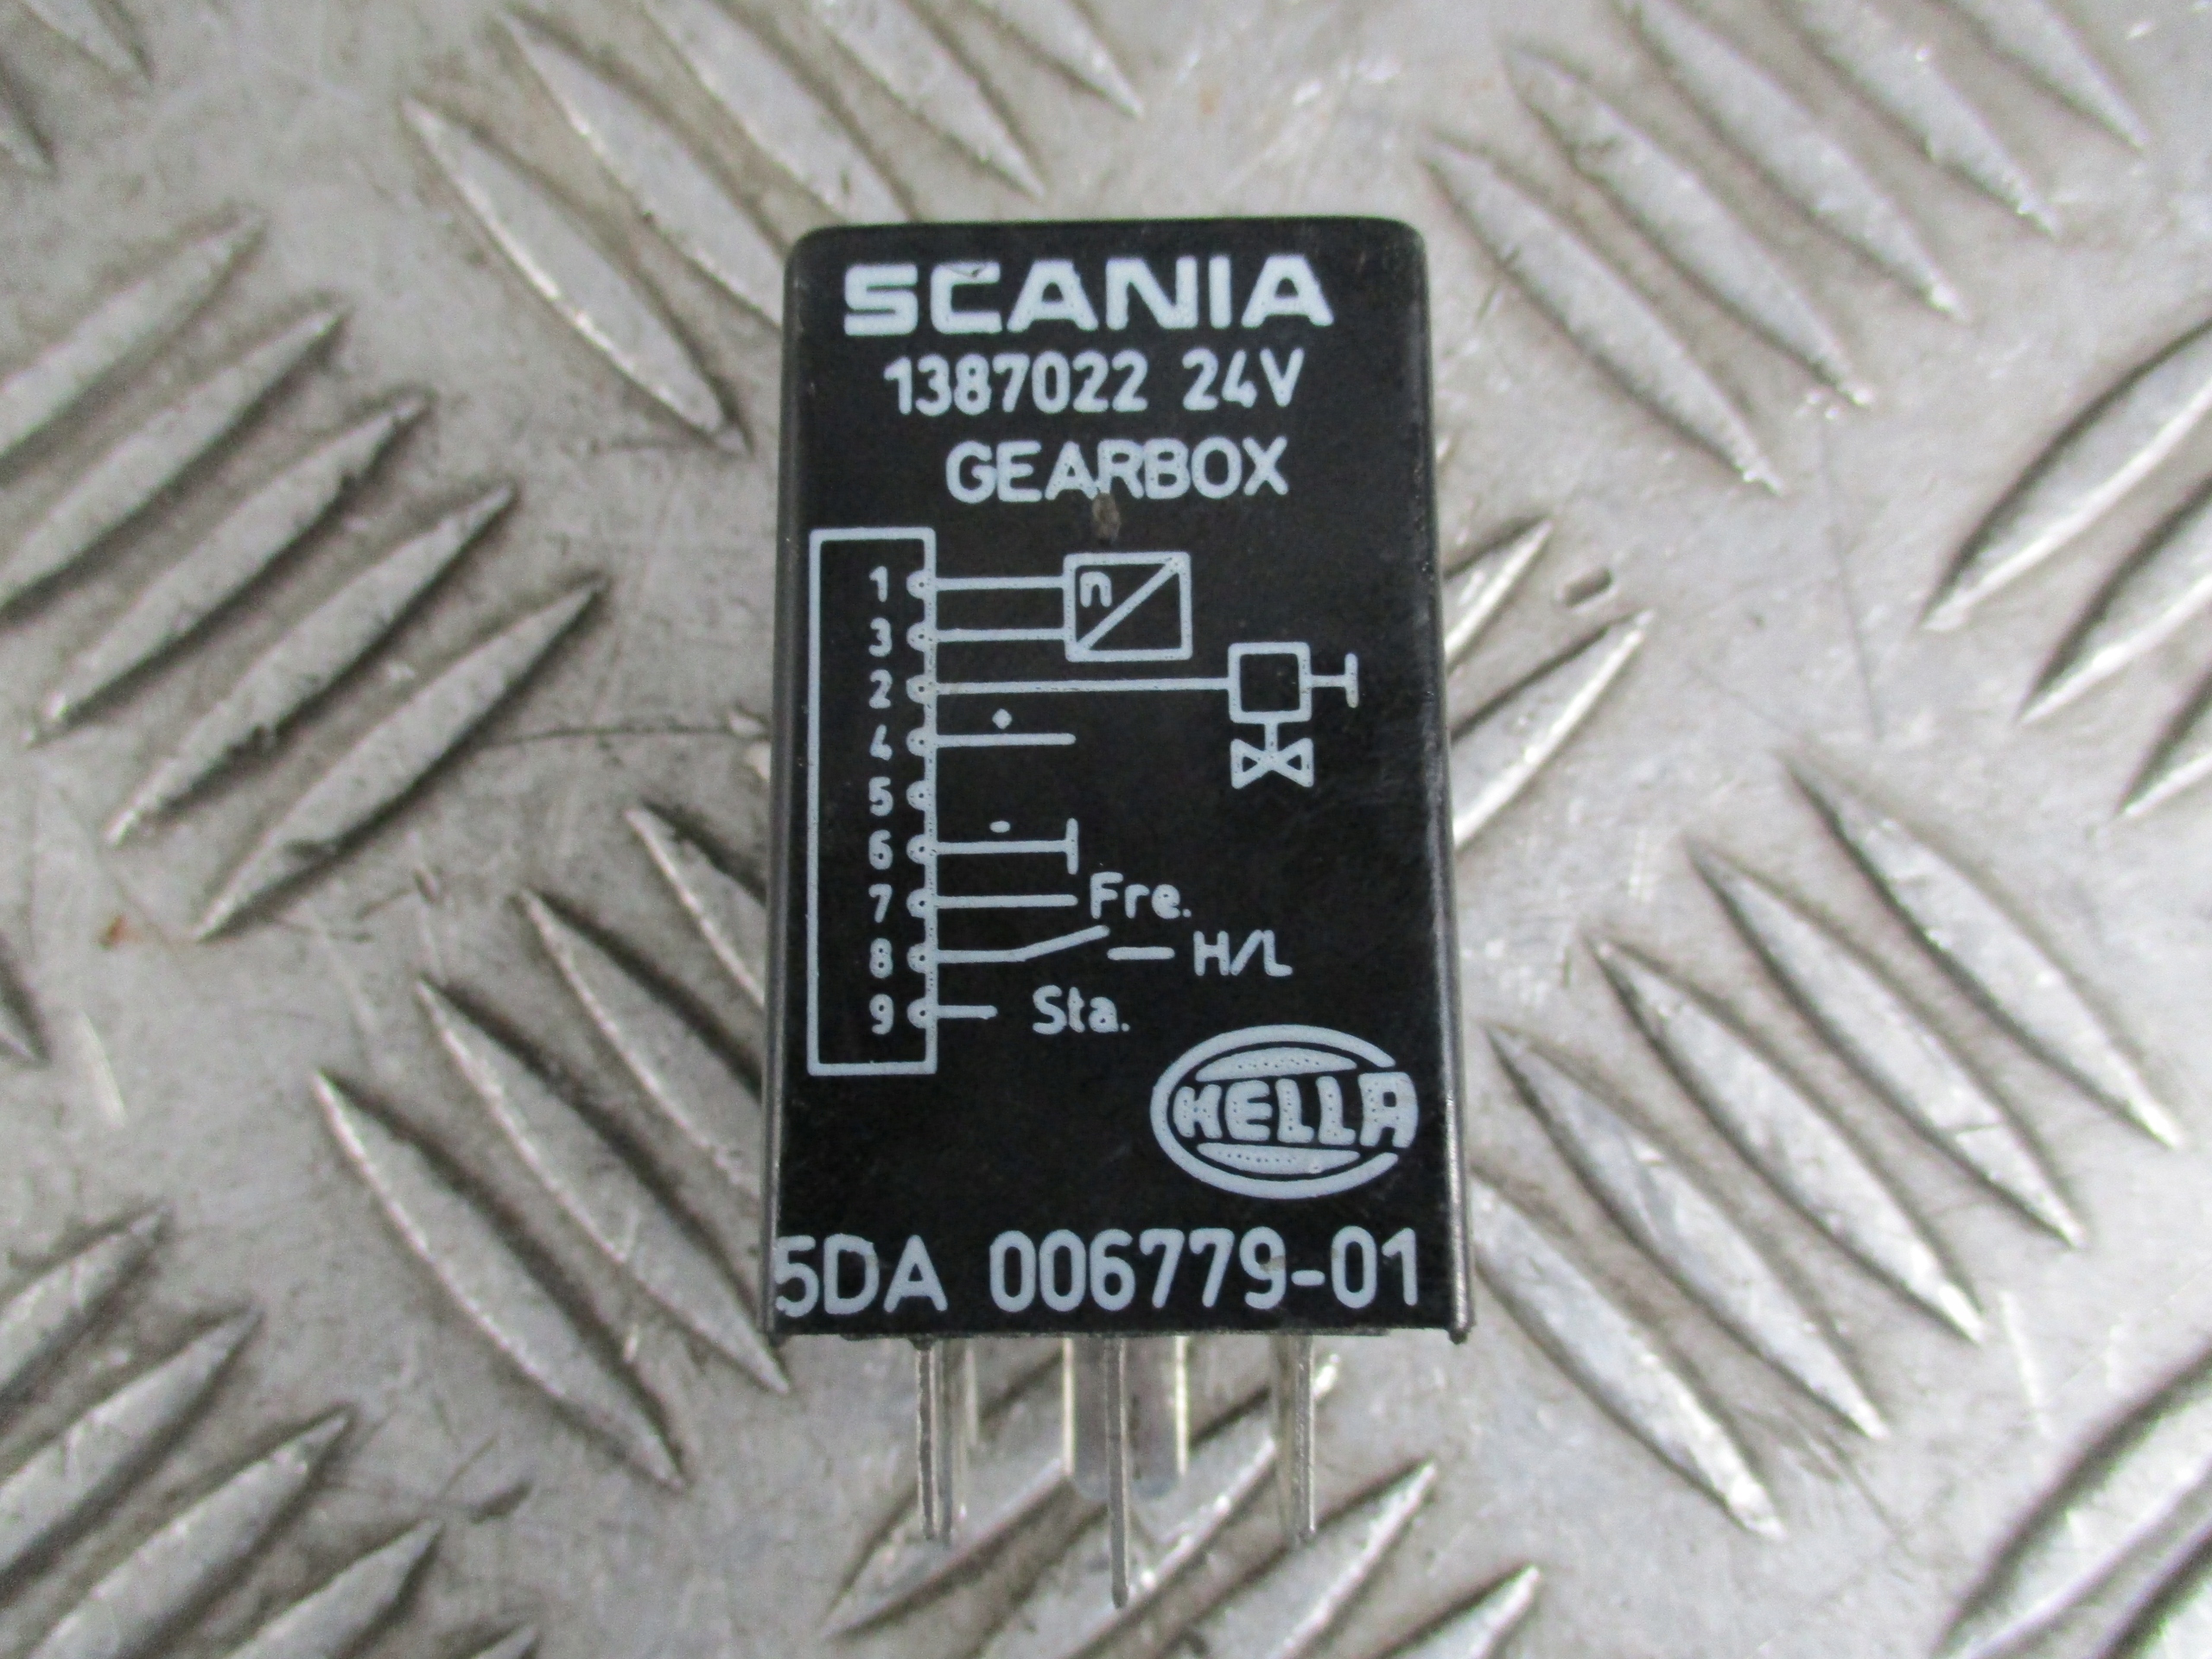 SCANIA
1387022 24V
GEARBOX
1
n
3
2
4
5
-
6
7 Fre.
8 H/L
9 Sta.
HELLA
5DA 006779-01